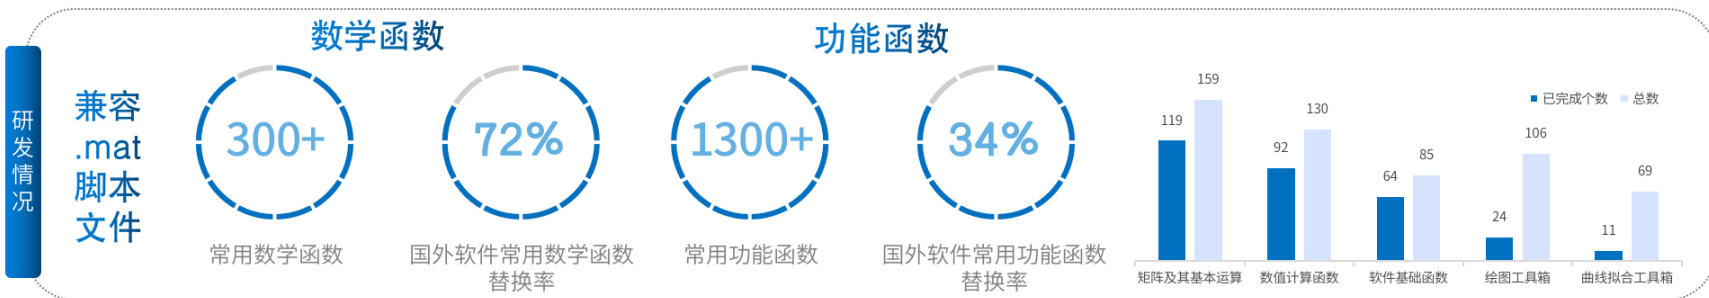 研发情况
兼容
.mat
脚本
文件
数学函数
300+
常用数学函数
72%
国外软件常用数学函数
替换率
功能函数
1300+
常用功能函数
34%
国外软件常用功能函数
替换率
已完成个数 总数
119 159
92 130
64 85
24 106
11 69
矩阵及其基本运算 数值计算函数 软件基础函数 绘图工具箱 曲线拟合工具箱